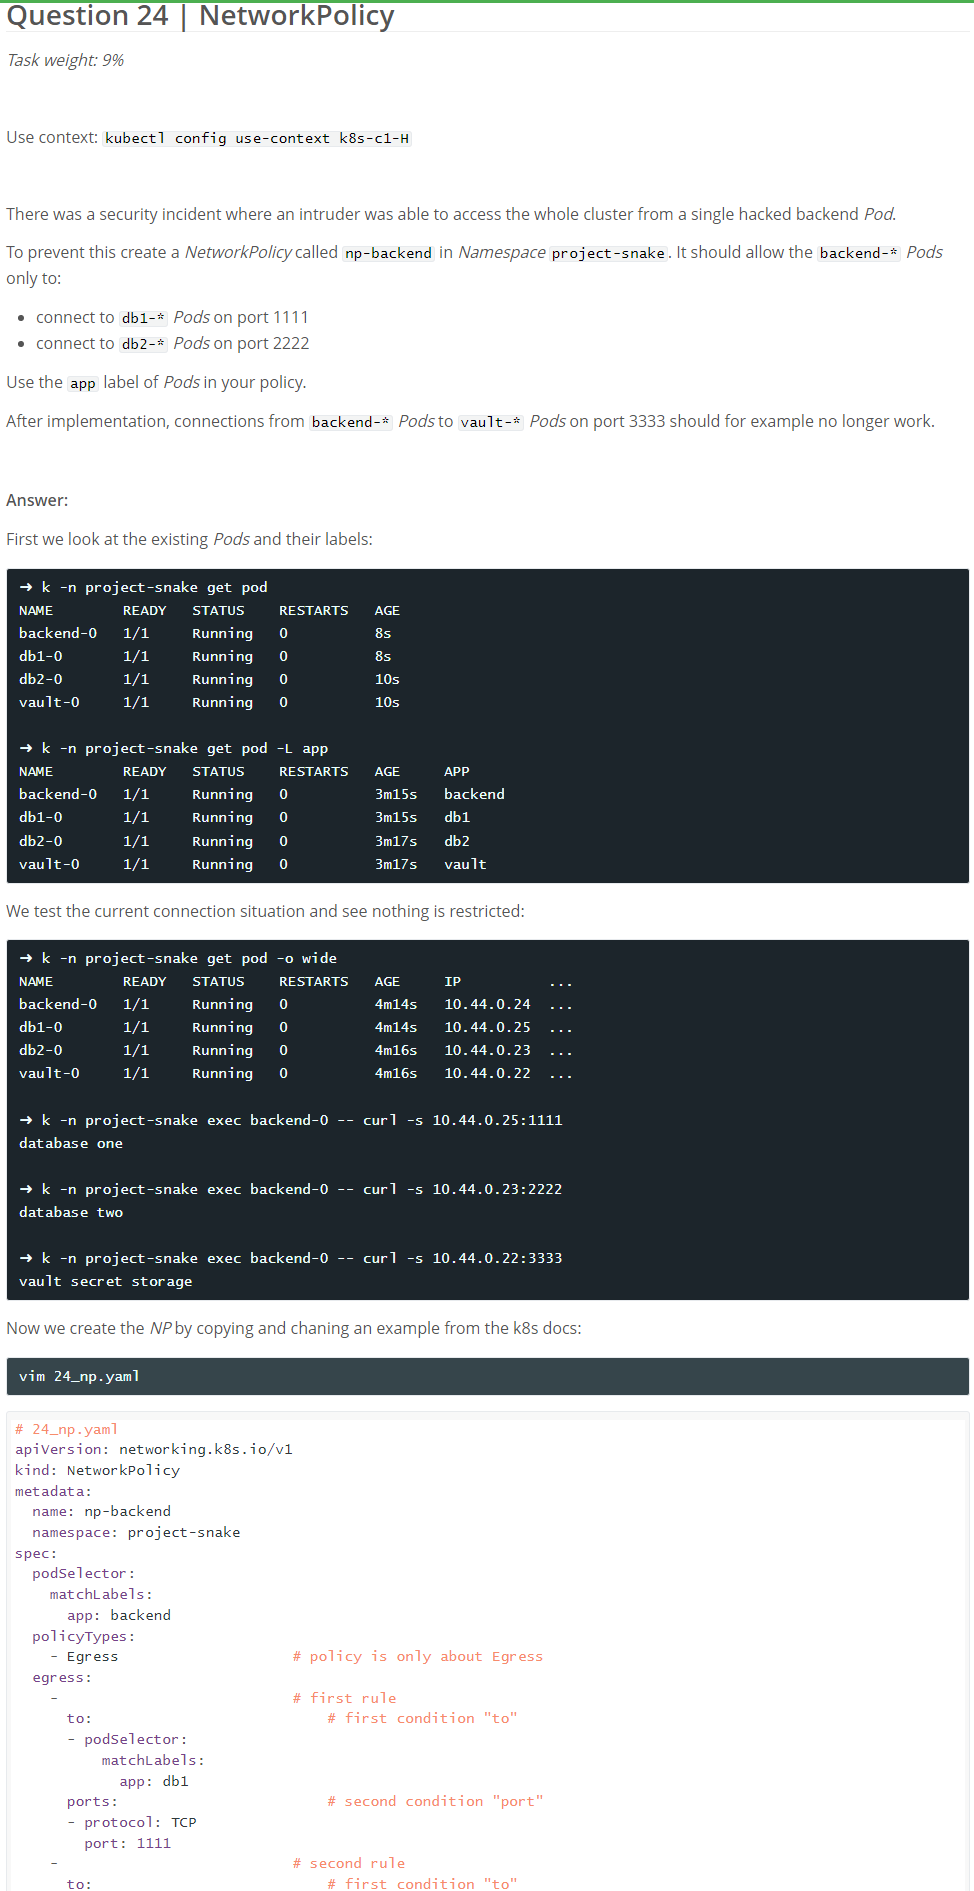 Question 24 | NetworkPolicy
Task weight: 9%
Use context: kubectl config use-context k8s-c1-H
There was a security incident where an intruder was able to access the whole cluster from a single hacked backend Pod.
To prevent this create a NetworkPolicy called np-backend in Namespace project-snake. It should allow the backend-* Pods
only to:
• connect to db1-* Pods on port 1111
• connect to db2-* Pods on port 2222
Use the app label of Pods in your policy.
After implementation, connections from backend-* Pods to vault-* Pods on port 3333 should for example no longer work.
Answer:
First we look at the existing Pods and their labels:
➜ k -n project-snake get pod
NAME        READY   STATUS    RESTARTS   AGE
backend-0   1/1     Running   0          8s
db1-0       1/1     Running   0          8s
db2-0       1/1     Running   0          10s
vault-0     1/1     Running   0          10s
➜ k -n project-snake get pod -L app
NAME        READY   STATUS    RESTARTS   AGE     APP
backend-0   1/1     Running   0          3m15s   backend
db1-0       1/1     Running   0          3m15s   db1
db2-0       1/1     Running   0          3m17s   db2
vault-0     1/1     Running   0          3m17s   vault
We test the current connection situation and see nothing is restricted:
➜ k -n project-snake get pod -o wide
NAME        READY   STATUS    RESTARTS   AGE     IP          ...
backend-0   1/1     Running   0          4m14s   10.44.0.24  ...
db1-0       1/1     Running   0          4m14s   10.44.0.25  ...
db2-0       1/1     Running   0          4m16s   10.44.0.23  ...
vault-0     1/1     Running   0          4m16s   10.44.0.22  ...
➜ k -n project-snake exec backend-0 -- curl -s 10.44.0.25:1111
database one
➜ k -n project-snake exec backend-0 -- curl -s 10.44.0.23:2222
database two
➜ k -n project-snake exec backend-0 -- curl -s 10.44.0.22:3333
vault secret storage
Now we create the NP by copying and chaning an example from the k8s docs:
vim 24_np.yaml
# 24_np.yaml
apiVersion: networking.k8s.io/v1
kind: NetworkPolicy
metadata:
  name: np-backend
  namespace: project-snake
spec:
  podSelector:
    matchLabels:
      app: backend
  policyTypes:
    - Egress                    # policy is only about Egress
  egress:
    -                           # first rule
      to:                           # first condition "to"
      - podSelector:
          matchLabels:
            app: db1
      ports:                        # second condition "port"
      - protocol: TCP
        port: 1111
    -                           # second rule
      to:                           # first condition "to"